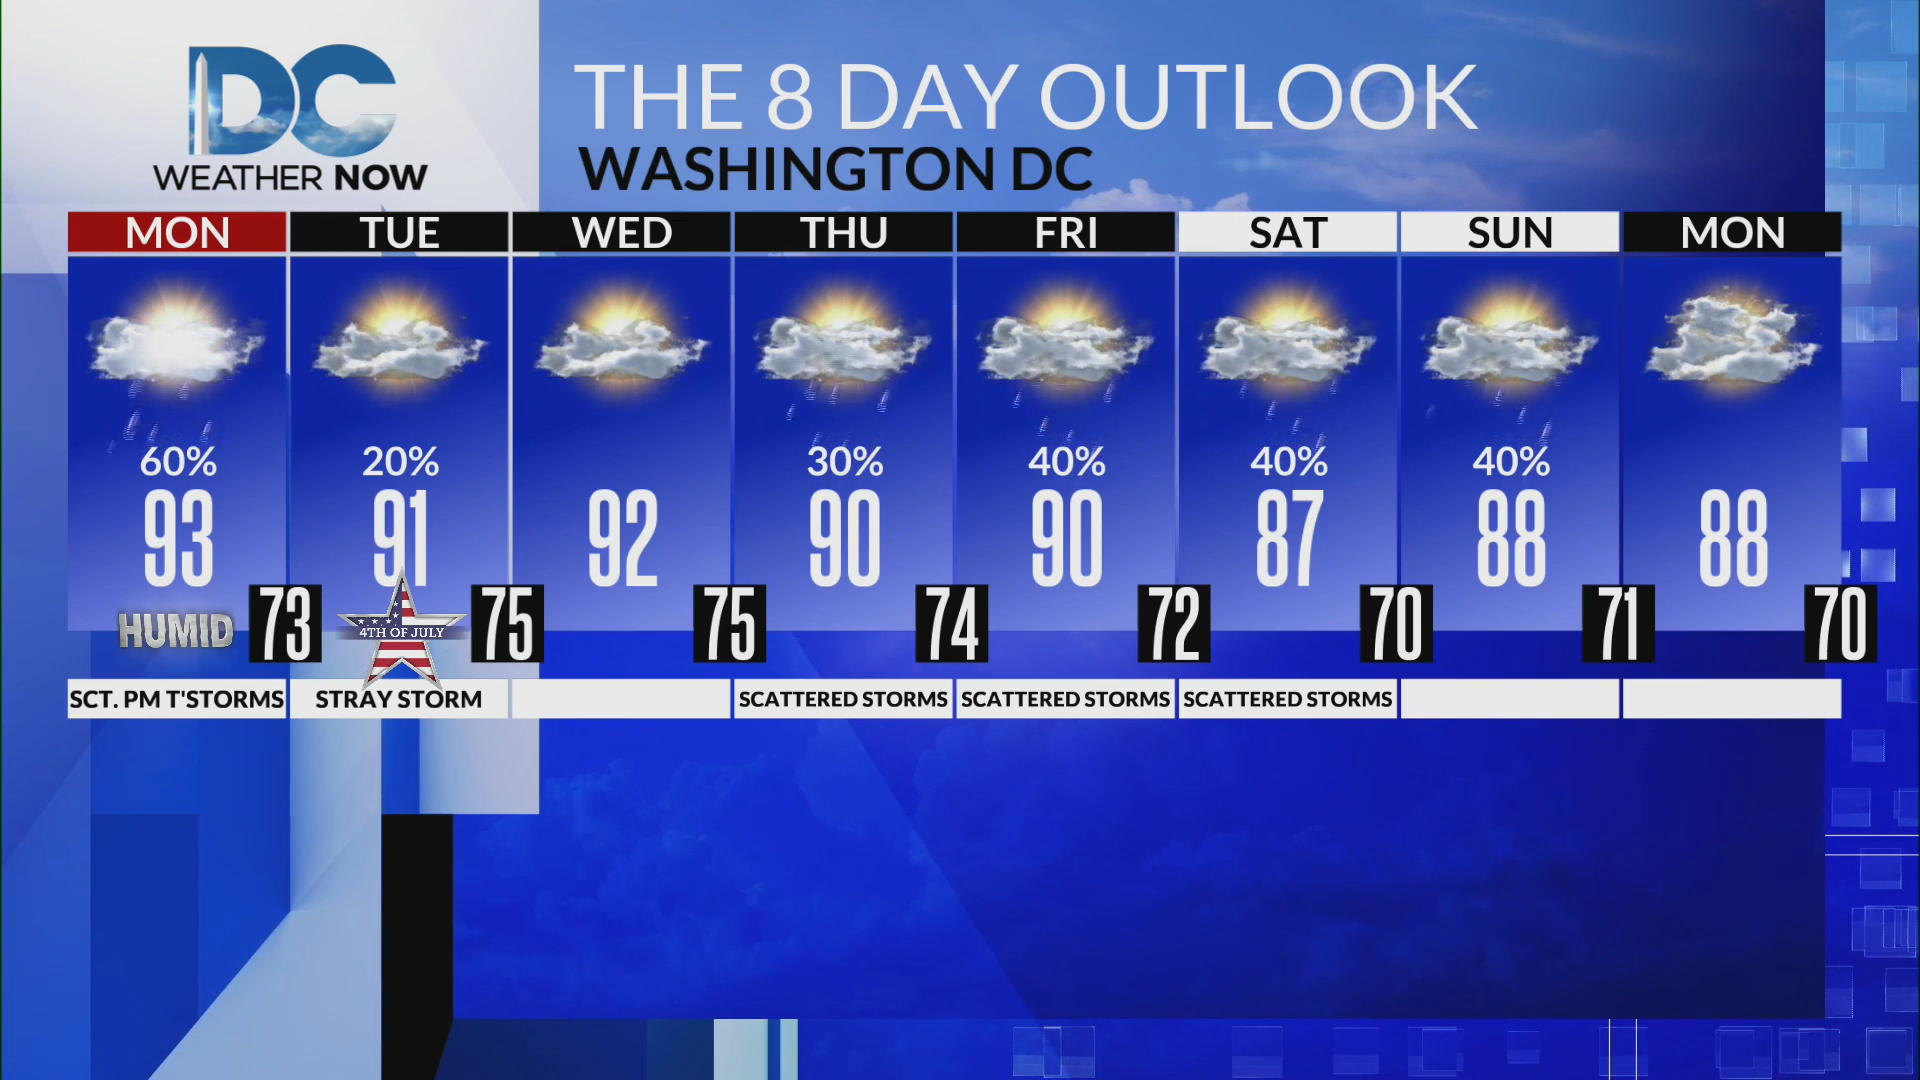 DC
WEATHER NOW
THE 8 DAY OUTLOOK
WASHINGTON DC
MON TUE WED THU FRI SAT SUN MON
60% 20% 30% 40% 40% 40%
93 91 92 90 90 87 88 88
HUMID 73 4TH OF JULY 75 75 74 72 70 71 70
SCT. PM T'STORMS STRAY STORM SCATTERED STORMS SCATTERED STORMS SCATTERED STORMS